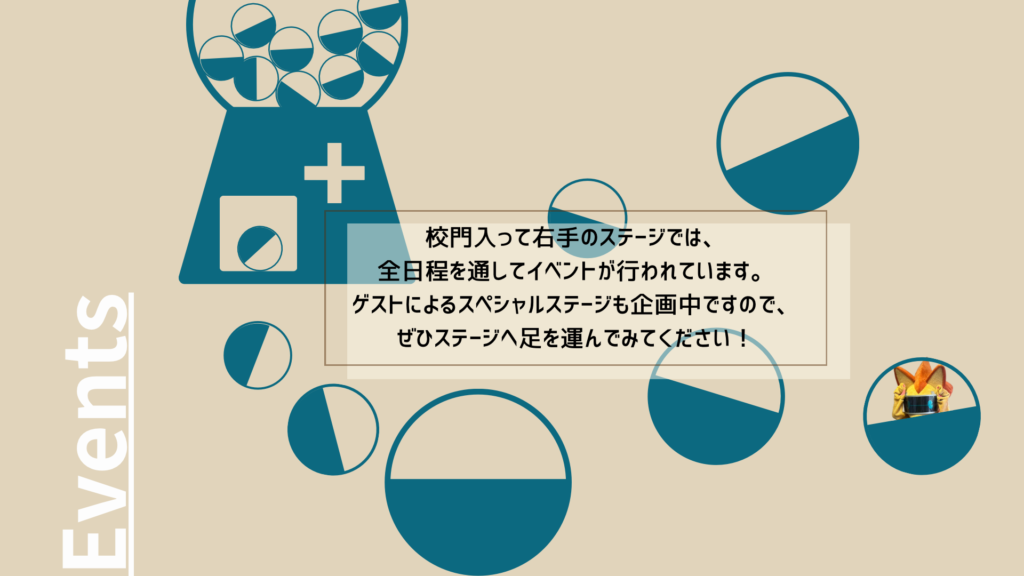 校門入って右手のステージでは、
全日程を通してイベントが行われています。
ゲストによるスペシャルステージも企画中ですので、
ぜひステージへ足を運んでみてください！
Events